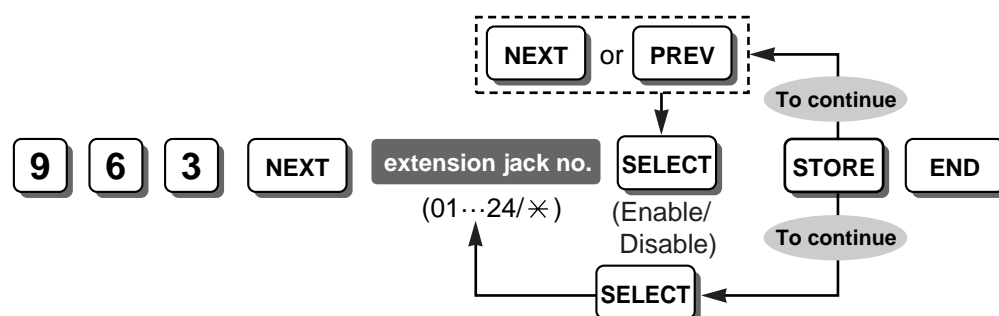 NEXT or PREV
To continue
9 6 3 NEXT extension jack no. SELECT STORE END
(01···24/✳)
(Enable/
Disable)
To continue
SELECT